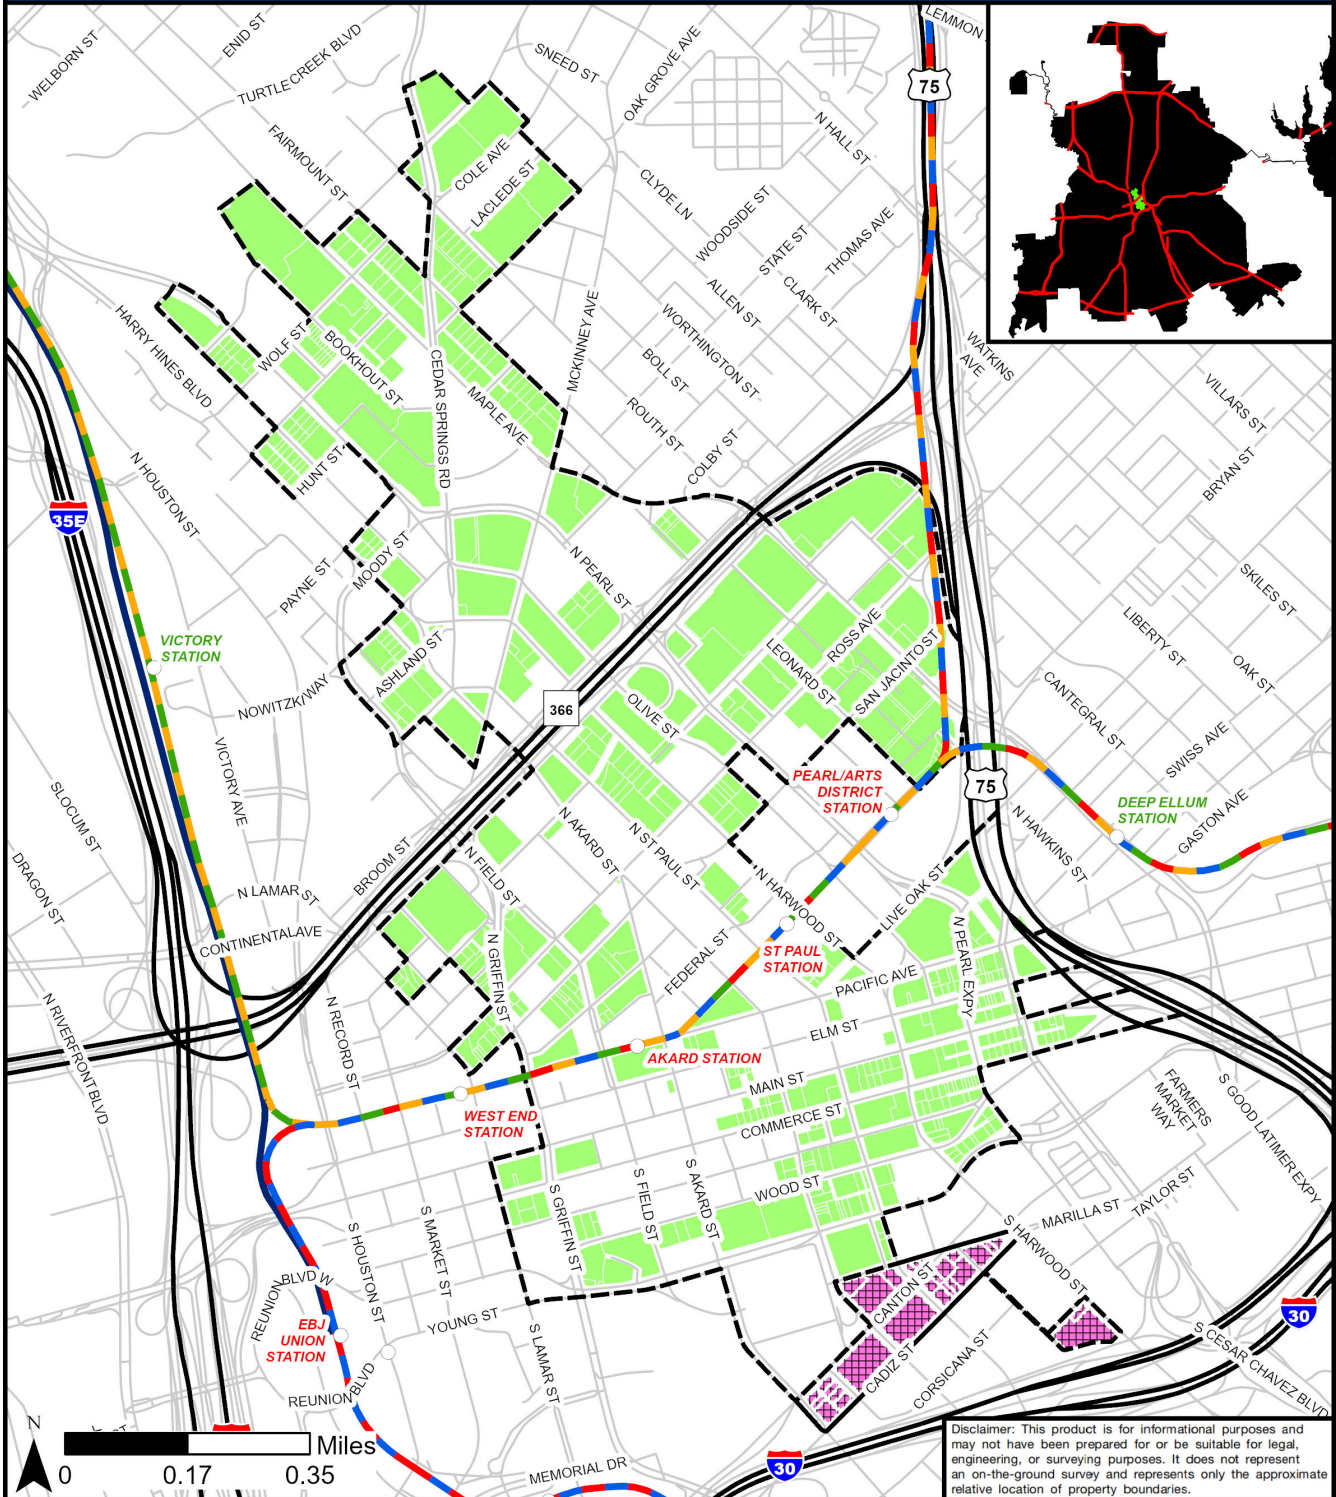 WELBORN ST
ENID ST
TURTLECREEK BLVD
FAIRMOUNT ST
SNEED ST
OAK GROVE AVE
LEMMON
75
N HALL ST
COLE AVE
LACLEDE ST
CLYDE LN
WOODSIDE ST
STATE ST
THOMAS AVE
ALLEN ST
CLARK ST
WORTHINGTON ST
BOLL ST
ROUTH ST
COLBY ST
MCKINNEY AVE
WATKINS
AVE
VILLARS ST
BRYAN ST
SKILES ST
LIBERTY ST
OAK ST
CANTEGRAL ST
SWISS AVE
GASTON AVE
HARRY HINES BLVD
WOLF ST
BOOKHOUT ST
CEDAR SPRINGS RD
MAPLE AVE
HUNT ST
N HOUSTON ST
35E
MOODY ST
PAYNE ST
N PEARL ST
ASHLAND ST
VICTORY
STATION
NOWITZKI WAY
VICTORY AVE
366
OLIVE ST
LEONARD ST
ROSS AVE
SAN JACINTO ST
PEARL/ARTS
DISTRICT
STATION
75
DEEP ELLUM
STATION
N HAWKINS ST
SLOCUM ST
DRAGON ST
N LAMAR ST
CONTINENTAL AVE
BROOM ST
N FIELD ST
N AKARD ST
N ST PAUL ST
N HARWOOD ST
LIVE OAK ST
N GRIFFIN ST
FEDERAL ST
ST PAUL
STATION
PACIFIC AVE
N PEARL EXPY
N RIVERFRONT BLVD
N RECORD ST
ELM ST
AKARD STATION
MAIN ST
COMMERCE ST
WEST END
STATION
FARMERS
MARKET
WAY
S GOOD LATIMER EXPY
WOOD ST
S GRIFFIN ST
S FIELD ST
S AKARD ST
S MARKET ST
S HOUSTON ST
REUNION BLVD W
YOUNG ST
EBJ
UNION
STATION
REUNION BLVD
S LAMAR ST
MARILLA ST
TAYLOR ST
S HARWOOD ST
CANTON ST
CADIZ ST
CORSICANA ST
30
S CESAR CHAVEZ BLVD
MEMORIAL DR
30
N
Miles
0 0.17 0.35
Disclaimer: This product is for informational purposes and
may not have been prepared for or be suitable for legal,
engineering, or surveying purposes. It does not represent
an on-the-ground survey and represents only the approximate
relative location of property boundaries.